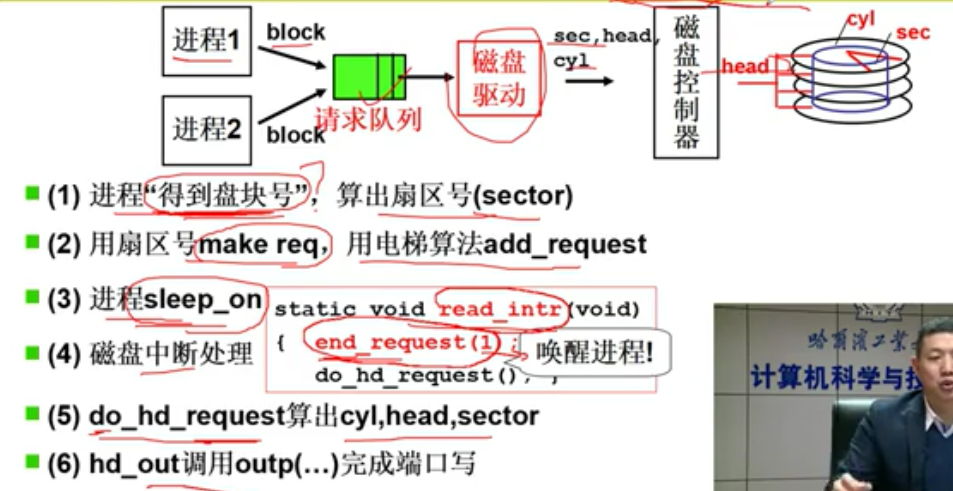 进程1
block
进程2
block
请求队列
磁盘驱动
sec,head,
cyl
磁盘控制器
head
cyl
sec
(1) 进程“得到盘块号”，算出扇区号(sector)
(2) 用扇区号make req，用电梯算法add_request
(3) 进程sleep_on
static void read_intr(void)
{ end_request(1);
唤醒进程!
do_hd_request(); }
(4) 磁盘中断处理
(5) do_hd_request算出cyl,head,sector
(6) hd_out调用outp(…)完成端口写
哈尔滨工业
计算机科学与